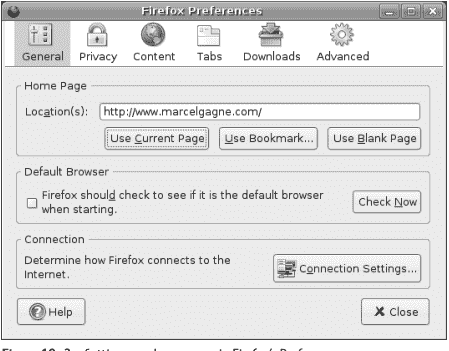 Firefox Preferences
General Privacy Content Tabs Downloads Advanced
Home Page
Location(s): http://www.marcelgagne.com/
Use Current Page Use Bookmark... Use Blank Page
Default Browser
Firefox should check to see if it is the default browser
when starting.
Check Now
Connection
Determine how Firefox connects to the
Internet.
Connection Settings...
Help Close